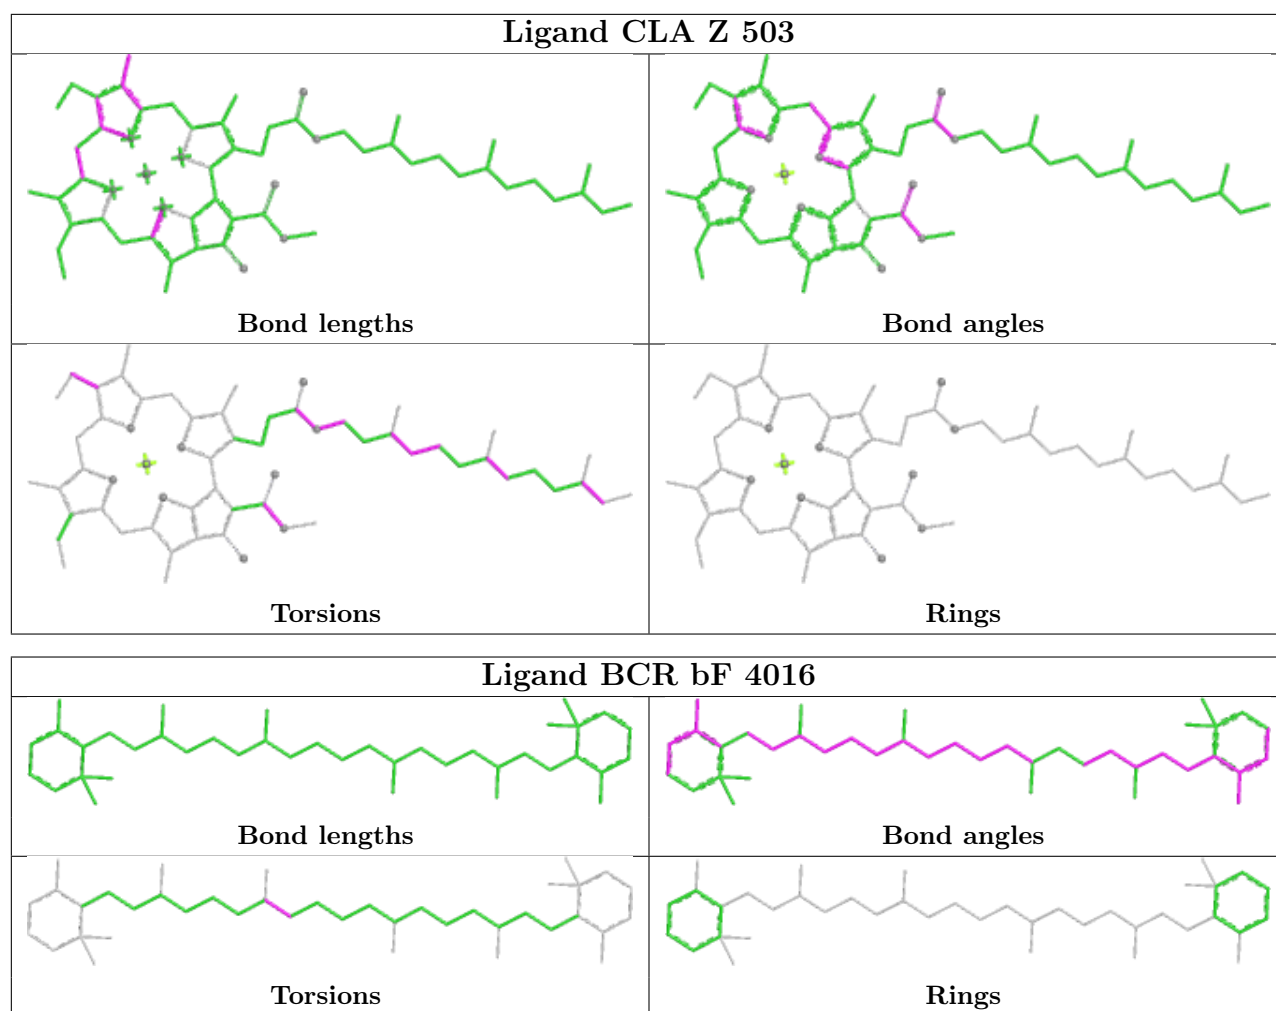 Ligand CLA Z 503
Bond lengths
Bond angles
Torsions
Rings
Ligand BCR bF 4016
Bond lengths
Bond angles
Torsions
Rings